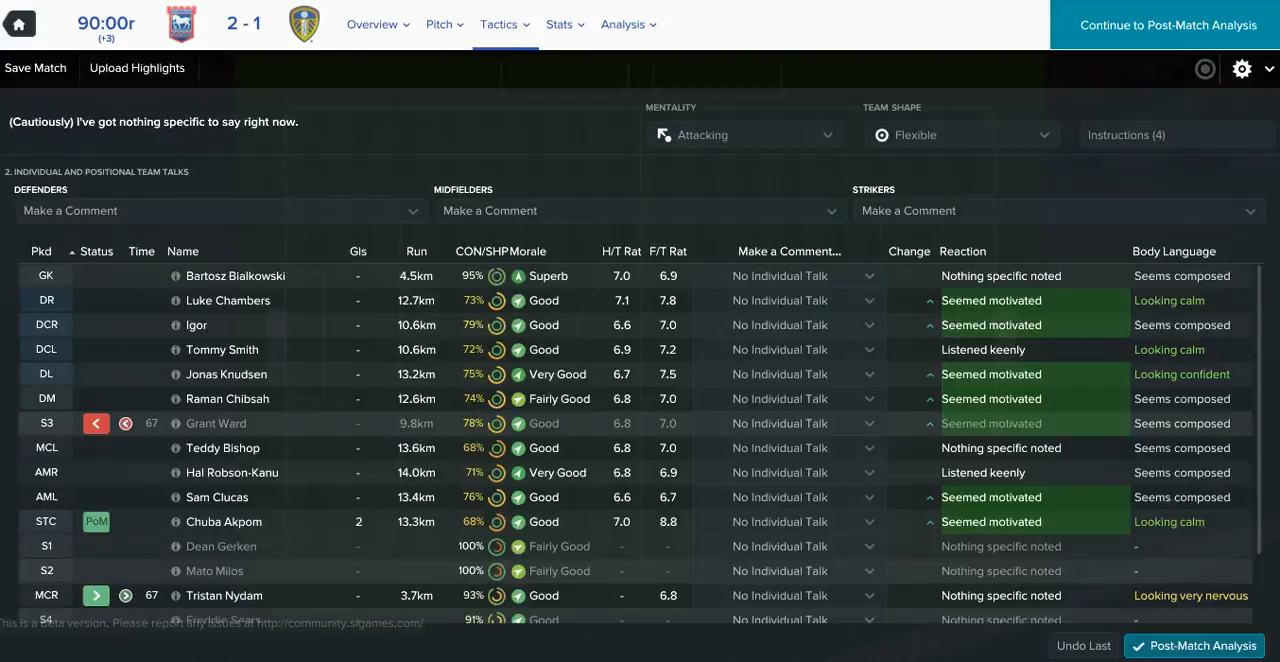 90:00r 2 - 1 Overview Pitch Tactics Stats Analysis Continue to Post-Match Analysis
(+3)
Save Match Upload Highlights
MENTALITY TEAM SHAPE
(Cautiously) I've got nothing specific to say right now.
Attacking Flexible Instructions (4)
2. INDIVIDUAL AND POSITIONAL TEAM TALKS
DEFENDERS MIDFIELDERS STRIKERS
Make a Comment Make a Comment Make a Comment
Pkd Status Time Name Gls Run CON/SHP Morale H/T Rat F/T Rat Make a Comment... Change Reaction Body Language
GK Bartosz Bialkowski - 4.5km 95% Superb 7.0 6.9 No Individual Talk Nothing specific noted Seems composed
DR Luke Chambers - 12.7km 73% Good 7.1 7.8 No Individual Talk Seemed motivated Looking calm
DCR Igor - 10.6km 79% Good 6.6 7.0 No Individual Talk Seemed motivated Seems composed
DCL Tommy Smith - 10.6km 72% Good 6.9 7.2 No Individual Talk Listened keenly Looking calm
DL Jonas Knudsen - 13.2km 75% Very Good 6.7 7.5 No Individual Talk Seemed motivated Looking confident
DM Raman Chibsah - 12.6km 74% Fairly Good 6.8 7.0 No Individual Talk Seemed motivated Seems composed
S3 67 Grant Ward - 9.8km 78% Good 6.8 7.0 No Individual Talk Seemed motivated Seems composed
MCL Teddy Bishop - 13.6km 68% Good 6.8 7.0 No Individual Talk Nothing specific noted Seems composed
AMR Hal Robson-Kanu - 14.0km 71% Very Good 6.8 6.9 No Individual Talk Listened keenly Seems composed
AML Sam Clucas - 13.4km 76% Good 6.6 6.7 No Individual Talk Seemed motivated Seems composed
STC PoM Chuba Akpom 2 13.3km 68% Good 7.0 8.8 No Individual Talk Seemed motivated Looking calm
S1 Dean Gerken - - 100% Fairly Good - - No Individual Talk Nothing specific noted -
S2 Mato Milos - - 100% Fairly Good - - No Individual Talk Nothing specific noted -
MCR 67 Tristan Nydam - 3.7km 93% Good - 6.8 No Individual Talk Nothing specific noted Looking very nervous
S4 Freddie Sears 91% Good No Individual Talk Nothing specific noted
This is a beta version. Please report any issues at http://community.sigames.com/
Undo Last Post-Match Analysis